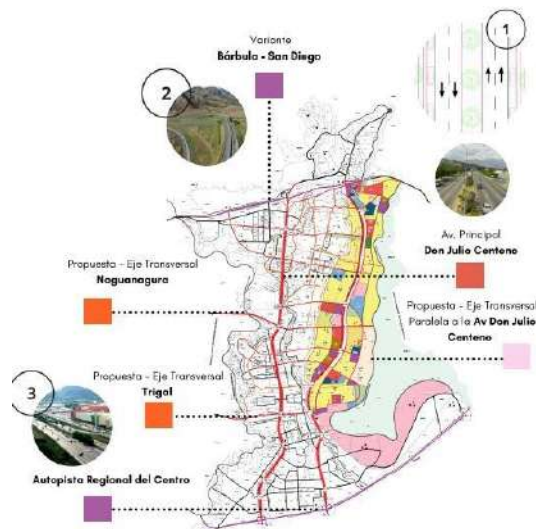 1
Variante
Bárbula - San Diego
2
Av. Principal
Don Julio Centeno
Propuesta - Eje Transversal
Naguanagura
Propuesta - Eje Transversal
Paralela a la Av Don Julio
Centeno
Propuesta - Eje Transversal
Trigal
3
Autopista Regional del Centro